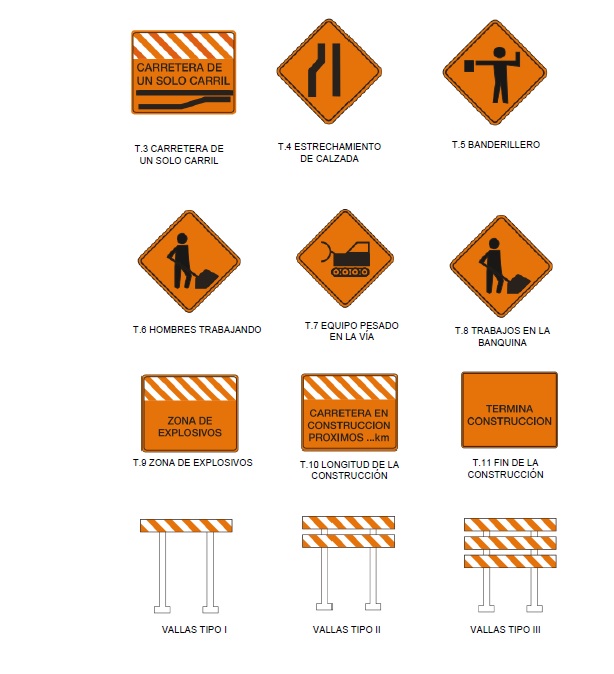 CARRETERA DE
UN SOLO CARRIL
T.3 CARRETERA DE
UN SOLO CARRIL
T.4 ESTRECHAMIENTO
DE CALZADA
T.5 BANDERILLERO
T.6 HOMBRES TRABAJANDO
T.7 EQUIPO PESADO
EN LA VÍA
T.8 TRABAJOS EN LA
BANQUINA
ZONA DE
EXPLOSIVOS
T.9 ZONA DE EXPLOSIVOS
CARRETERA EN
CONSTRUCCION
PROXIMOS ...km
T.10 LONGITUD DE LA
CONSTRUCCIÓN
TERMINA
CONSTRUCCION
T.11 FIN DE LA
CONSTRUCCIÓN
VALLAS TIPO I
VALLAS TIPO II
VALLAS TIPO III